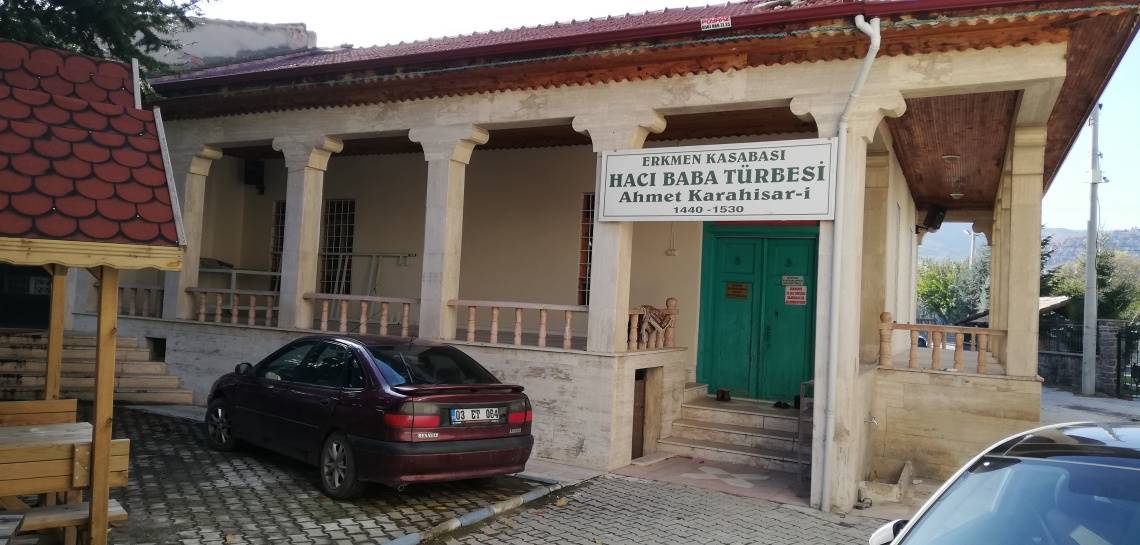 ERKMEN KASABASI
HACI BABA TÜRBESİ
Ahmet Karahisar-i
1440 -1530
03 ET 064